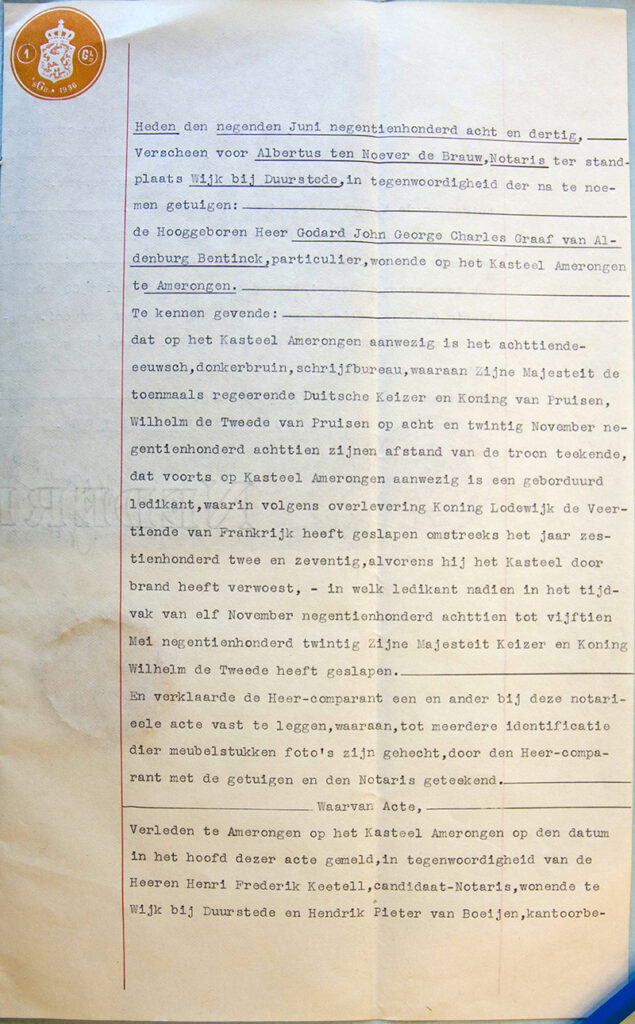 1
GL
'sGR. * 1936
Heden den negenden Juni negentienhonderd acht en dertig,
Verscheen voor Albertus ten Noever de Brauw,Notaris ter stand-
plaats Wijk bij Duurstede,in tegenwoordigheid der na te noe-
men getuigen:
de Hooggeboren Heer Godard John George Charles Graaf van Al-
denburg Bentinck,particulier,wonende op het Kasteel Amerongen
te Amerongen.
Te kennen gevende:
dat op het Kasteel Amerongen aanwezig is het achttiende-
eeuwsch,donkerbruin,schrijfbureau,waaraan Zijne Majesteit de
toenmaals regeerende Duitsche Keizer en Koning van Pruisen,
Wilhelm de Tweede van Pruisen op acht en twintig November ne-
gentienhonderd achttien zijnen afstand van de troon teekende,
dat voorts op Kasteel Amerongen aanwezig is een geborduurd
ledikant,waarin volgens overlevering Koning Lodewijk de Veer-
tiende van Frankrijk heeft geslapen omstreeks het jaar zes-
tienhonderd twee en zeventig,alvorens hij het Kasteel door
brand heeft verwoest, - in welk ledikant nadien in het tijd-
vak van elf November negentienhonderd achttien tot vijftien
Mei negentienhonderd twintig Zijne Majesteit Keizer en Koning
Wilhelm de Tweede heeft geslapen.
En verklaarde de Heer-comparant een en ander bij deze notari-
eele acte vast te leggen,waaraan,tot meerdere identificatie
dier meubelstukken foto's zijn gehecht,door den Heer-compa-
rant met de getuigen en den Notaris geteekend.
Waarvan Acte,
Verleden te Amerongen op het Kasteel Amerongen op den datum
in het hoofd dezer acte gemeld,in tegenwoordigheid van de
Heeren Henri Frederik Keetell,candidaat-Notaris,wonende te
Wijk bij Duurstede en Hendrik Pieter van Boeijen,kantoorbe-